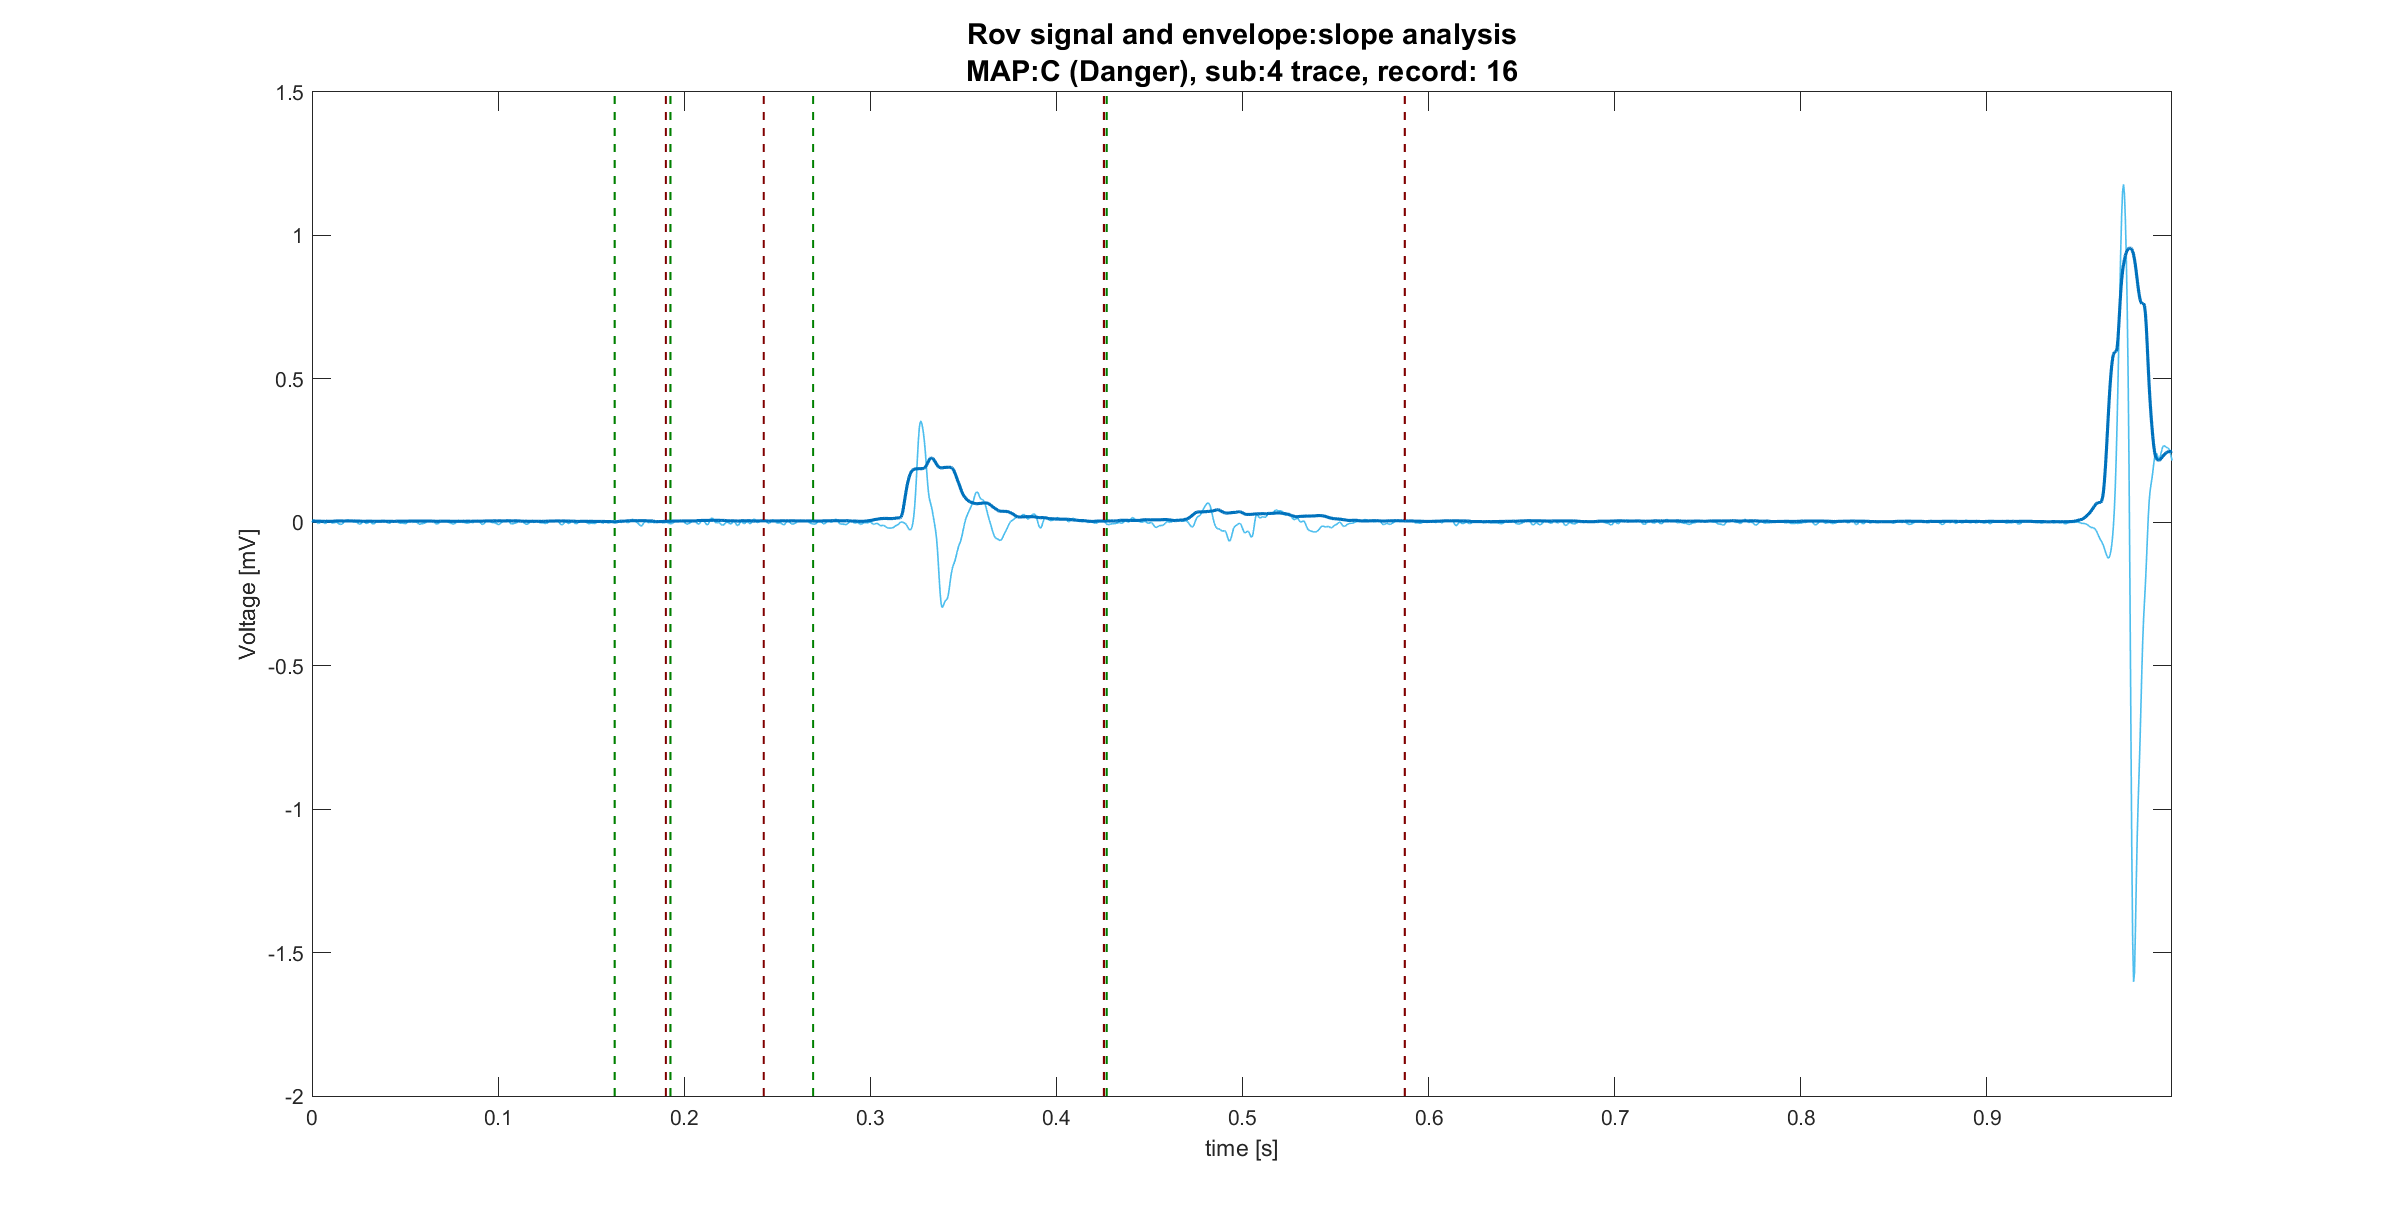 Rov signal and envelope:slope analysis
MAP:C (Danger), sub:4 trace, record: 16
1.5
1
0.5
0
-0.5
-1
-1.5
-2
Voltage [mV]
0 0.1 0.2 0.3 0.4 0.5 0.6 0.7 0.8 0.9
time [s]